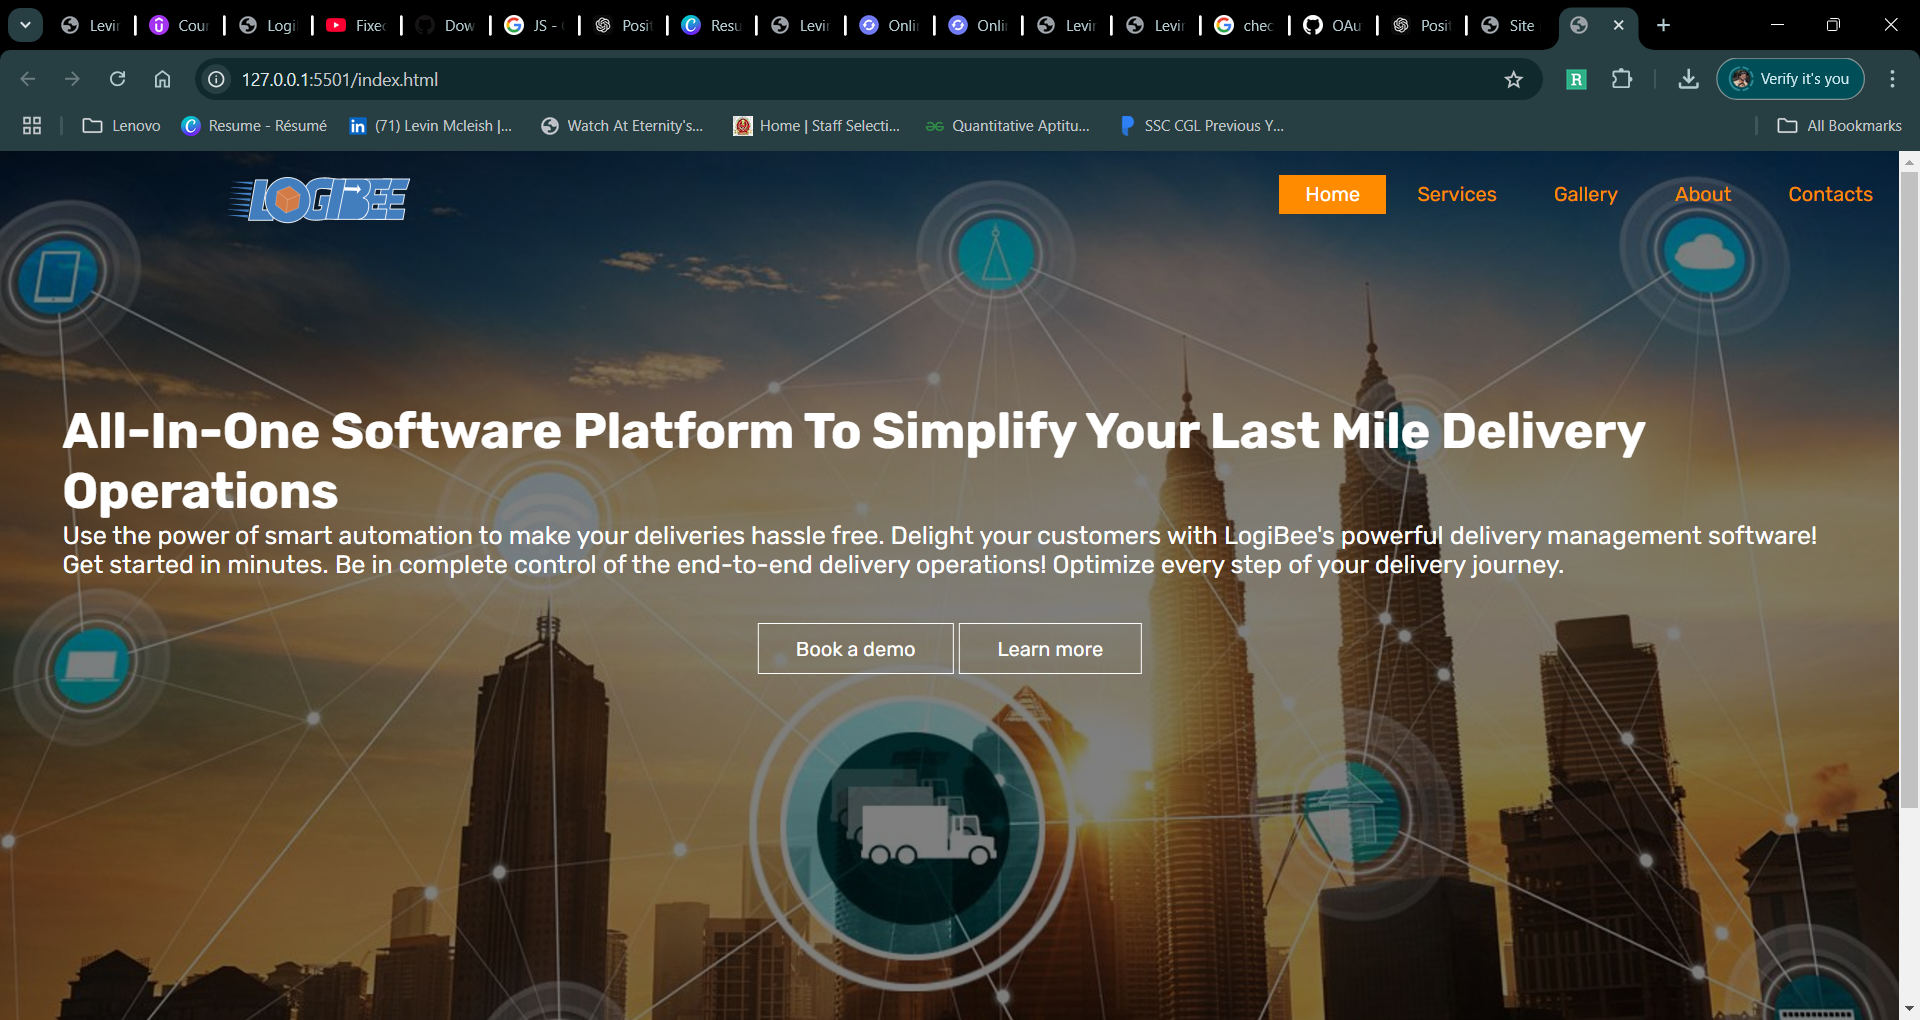 Levin
Cour
Logi
Fixed
Dow
JS -
Posit
Resu
Levin
Onli
Onli
Levin
Levin
chec
OAu
Posit
Site
127.0.0.1:5501/index.html
Verify it's you
Lenovo
Resume - Résumé
(71) Levin Mcleish |...
Watch At Eternity's...
Home | Staff Selecti...
Quantitative Aptitu...
SSC CGL Previous Y...
All Bookmarks
LOGIBEE
Home
Services
Gallery
About
Contacts
All-In-One Software Platform To Simplify Your Last Mile Delivery
Operations
Use the power of smart automation to make your deliveries hassle free. Delight your customers with LogiBee's powerful delivery management software!
Get started in minutes. Be in complete control of the end-to-end delivery operations! Optimize every step of your delivery journey.
Book a demo
Learn more